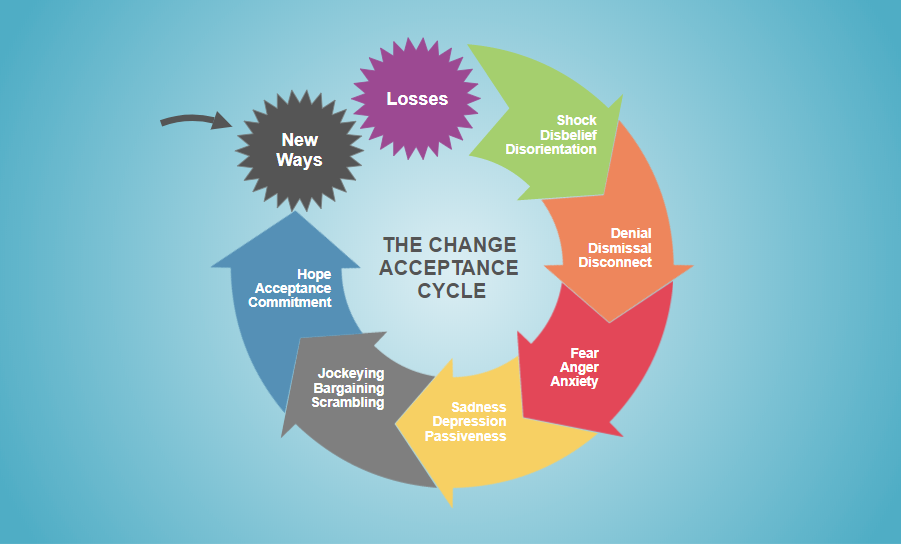 Losses
Shock
Disbelief
Disorientation
Denial
Dismissal
Disconnect
Fear
Anger
Anxiety
Sadness
Depression
Passiveness
Jockeying
Bargaining
Scrambling
Hope
Acceptance
Commitment
New
Ways
THE CHANGE
ACCEPTANCE
CYCLE